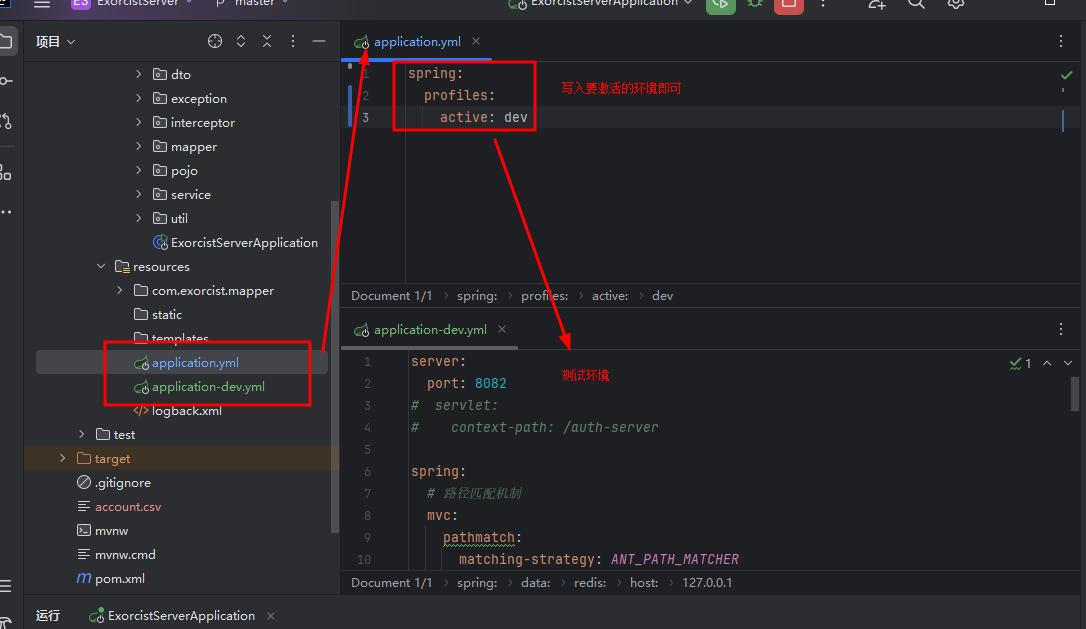 ES ExorcistServer master ExorcistServerApplication
项目
dto
exception
interceptor
mapper
pojo
service
util
ExorcistServerApplication
resources
com.exorcist.mapper
static
templates
application.yml
application-dev.yml
logback.xml
test
target
.gitignore
account.csv
mvnw
mvnw.cmd
pom.xml
application.yml
1 spring:
2 profiles:
3 active: dev
写入要激活的环境即可
Document 1/1 spring: profiles: active: dev
application-dev.yml
1 server:
2 port: 8082
3 # servlet:
4 # context-path: /auth-server
5
6 spring:
7 # 路径匹配机制
8 mvc:
9 pathmatch:
10 matching-strategy: ANT_PATH_MATCHER
测试环境
1
Document 1/1 spring: data: redis: host: 127.0.0.1
运行 ExorcistServerApplication